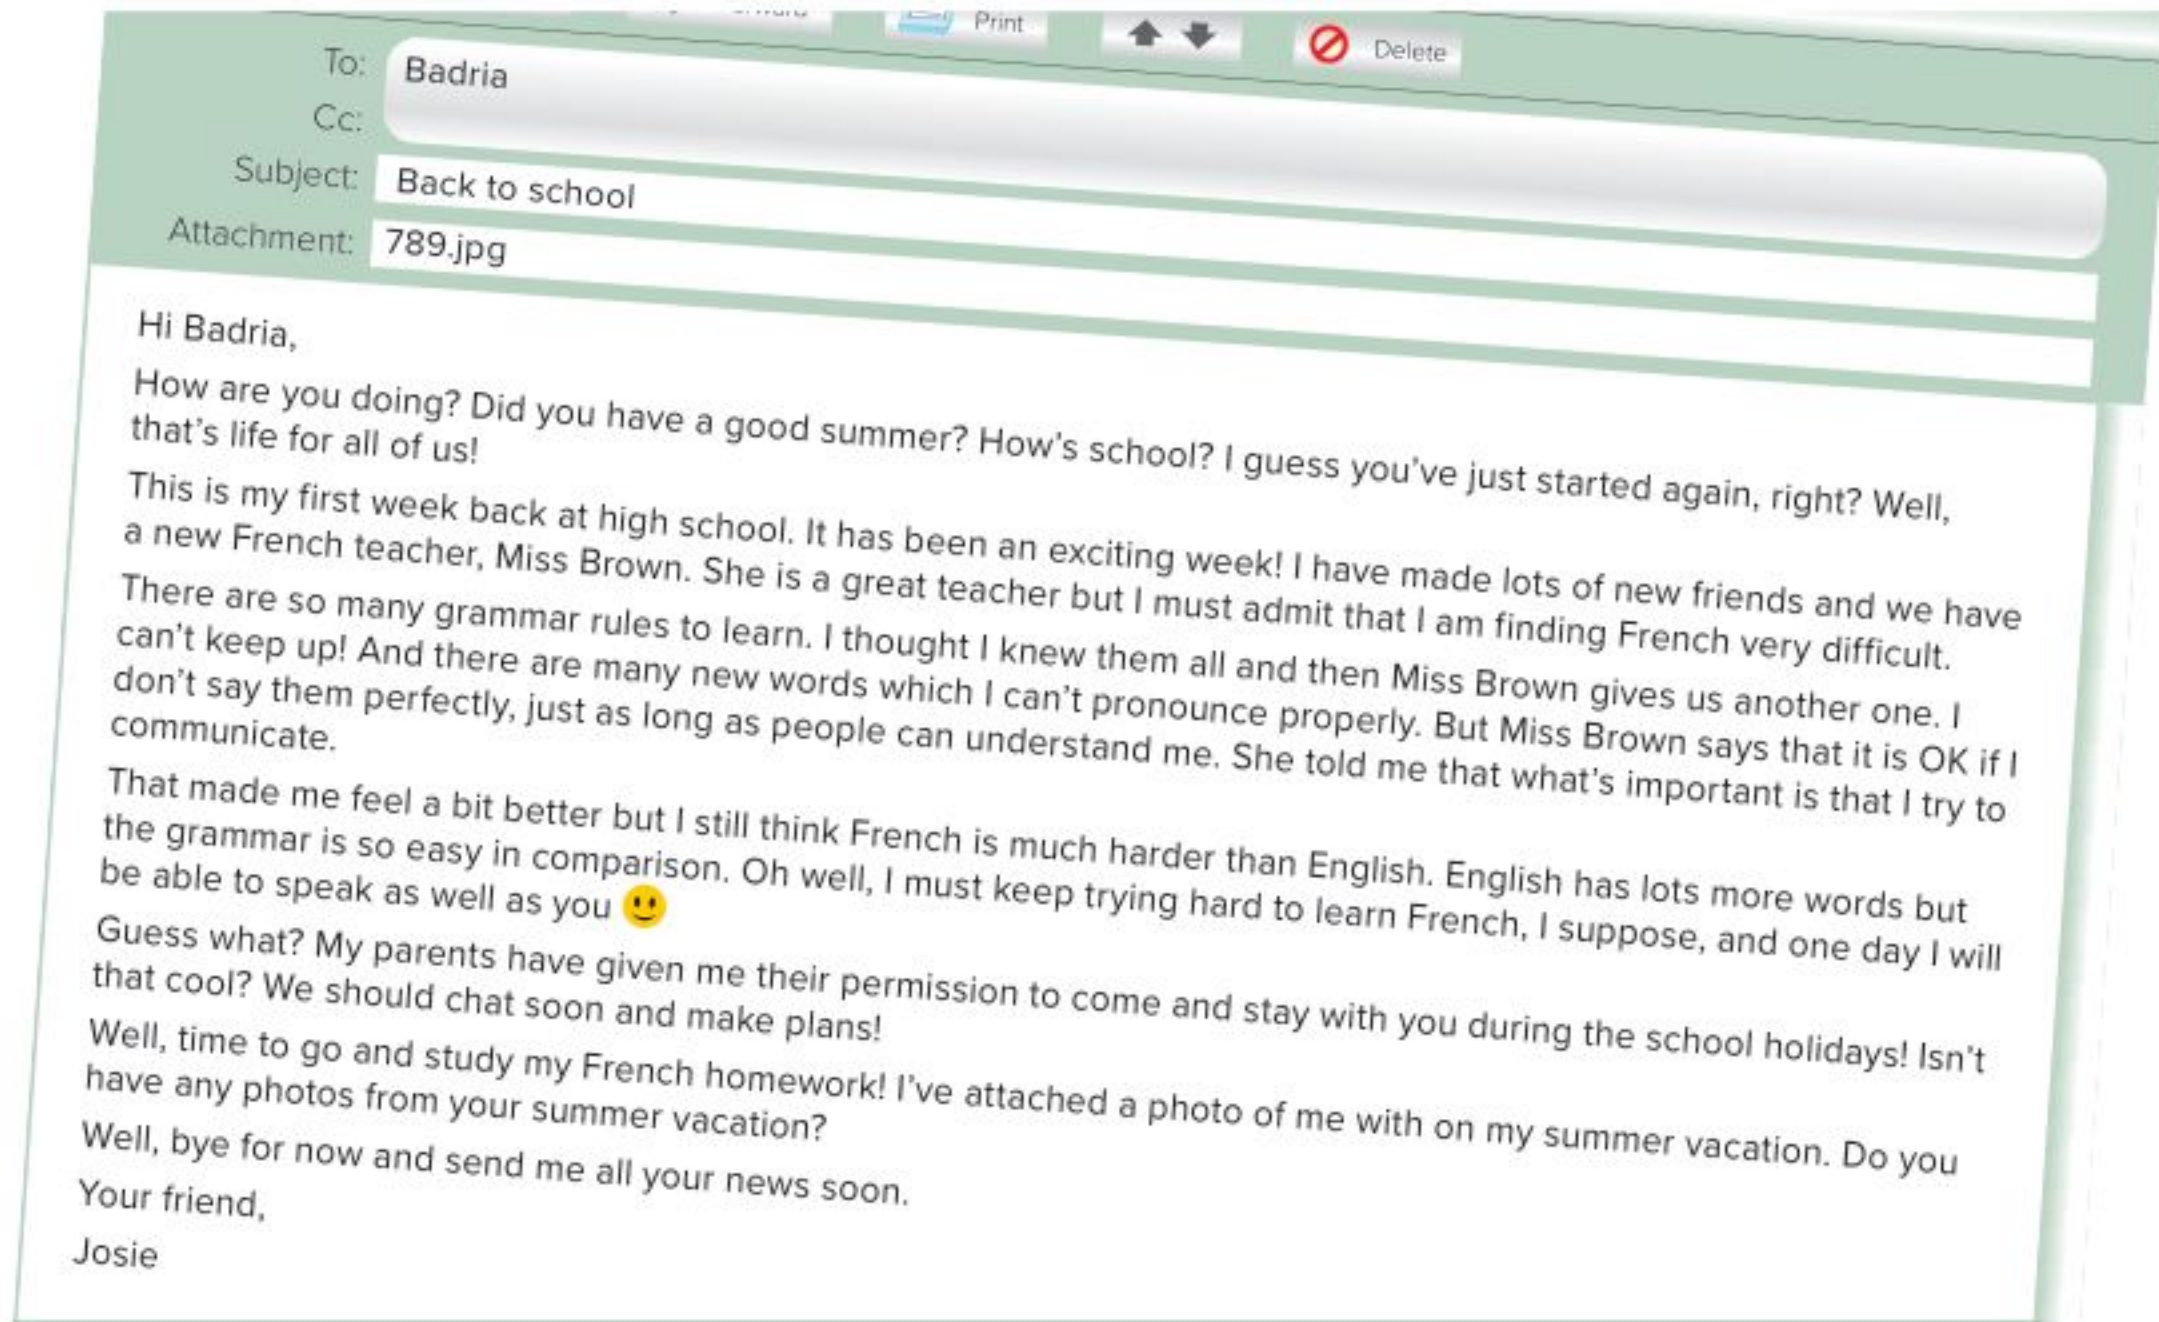 Print
Delete
To: Badria
Cc:
Subject: Back to school
Attachment: 789.jpg
Hi Badria,
How are you doing? Did you have a good summer? How's school? I guess you've just started again, right? Well,
that's life for all of us!
This is my first week back at high school. It has been an exciting week! I have made lots of new friends and we have
a new French teacher, Miss Brown. She is a great teacher but I must admit that I am finding French very difficult.
There are so many grammar rules to learn. I thought I knew them all and then Miss Brown gives us another one. I
can't keep up! And there are many new words which I can't pronounce properly. But Miss Brown says that it is OK if I
don't say them perfectly, just as long as people can understand me. She told me that what's important is that I try to
communicate.
That made me feel a bit better but I still think French is much harder than English. English has lots more words but
the grammar is so easy in comparison. Oh well, I must keep trying hard to learn French, I suppose, and one day I will
be able to speak as well as you
Guess what? My parents have given me their permission to come and stay with you during the school holidays! Isn't
that cool? We should chat soon and make plans!
Well, time to go and study my French homework! I've attached a photo of me with on my summer vacation. Do you
have any photos from your summer vacation?
Well, bye for now and send me all your news soon.
Your friend,
Josie